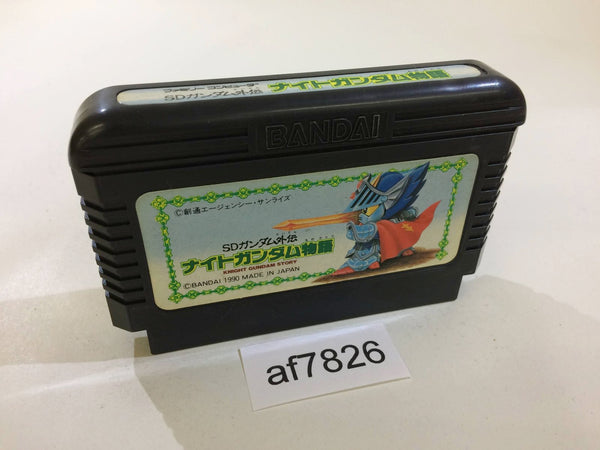 ファミリー コンピュータ
SDガンダム外伝 ナイトガンダム物語
BANDAI
©創通エージェンシー・サンライズ
SDガンダム外伝
ナイトガンダム物語
KNIGHT GUNDAM STORY
©BANDAI 1990 MADE IN JAPAN
af7826